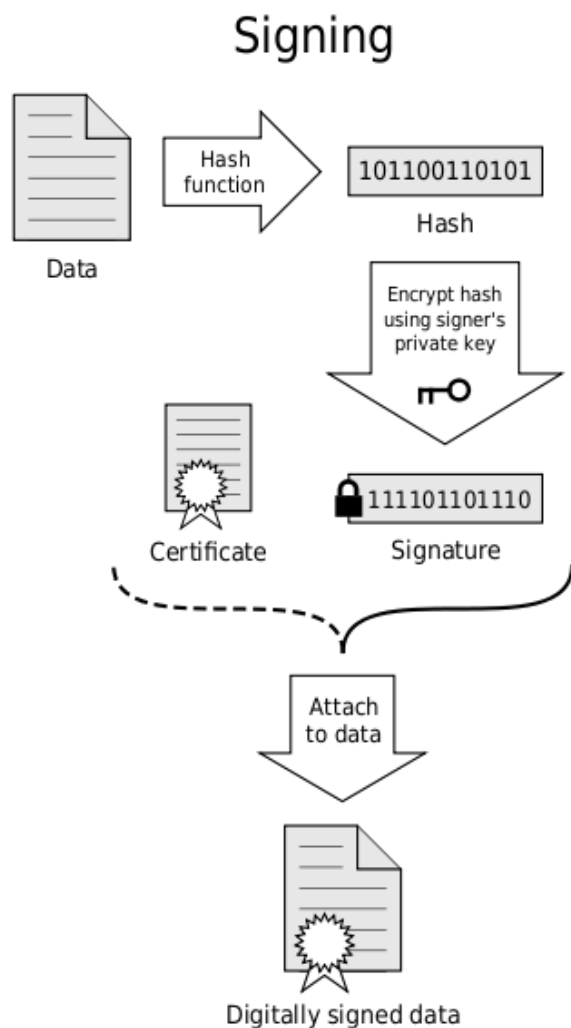 Signing
Hash
function
101100110101
Hash
Data
Encrypt hash
using signer's
private key
111101101110
Certificate
Signature
Attach
to data
Digitally signed data